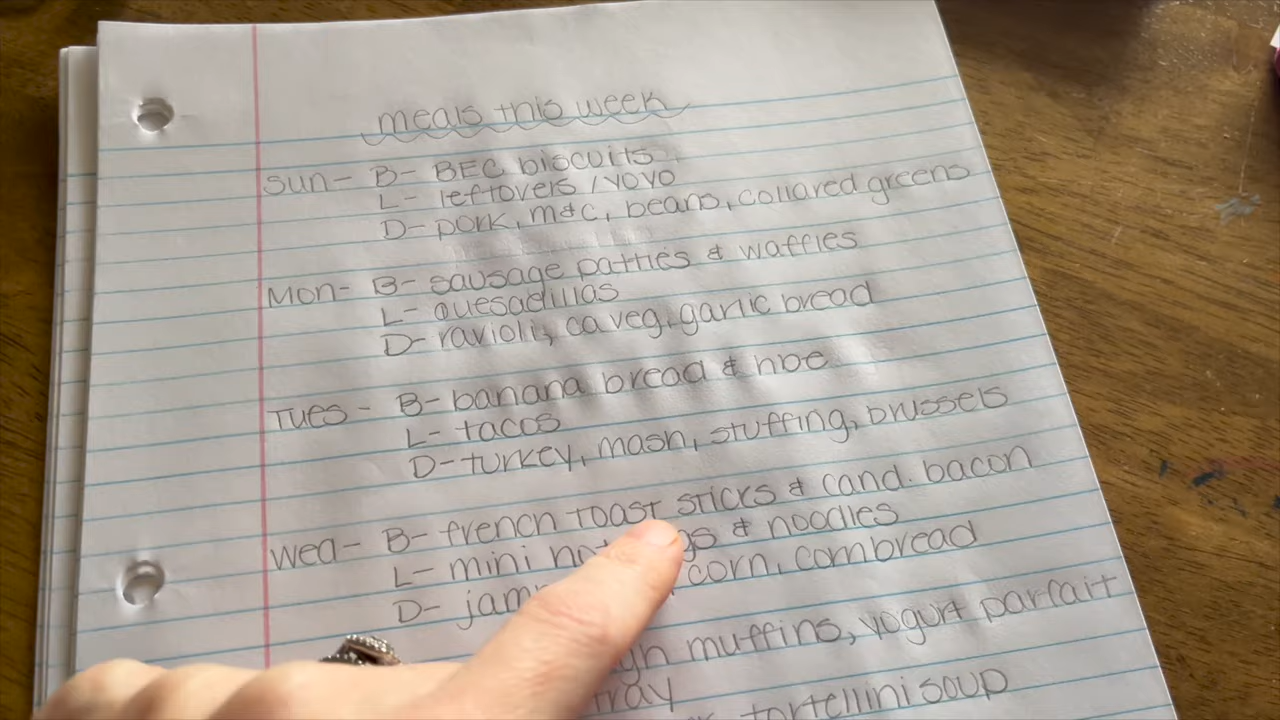 meals this week
Sun- B- BEC biscuits
L- leftovers / YOYO
D- pork, m&c, beans, collared greens
Mon- B- sausage patties & waffles
L- quesadillas
D- ravioli, ca veg, garlic bread
Tues- B- banana bread & hbe
L- tacos
D- turkey, mash, stuffing, brussels
Wed- B- french toast sticks & cand. bacon
L- mini & noodles
D- corn, cornbread
muffins, yogurt parfait
tray
tortellini soup